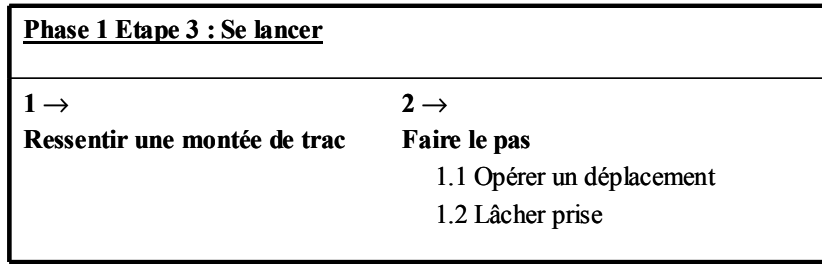 Phase 1 Etape 3 : Se lancer
1 →
Ressentir une montée de trac
2 →
Faire le pas
1.1 Opérer un déplacement
1.2 Lâcher prise